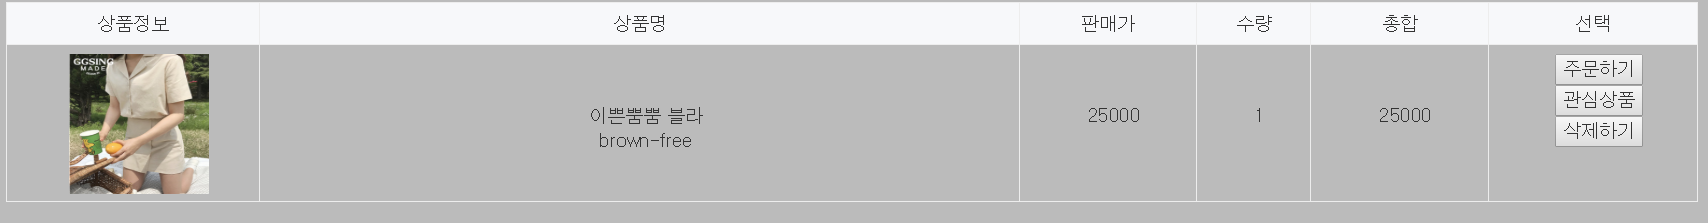 상품정보 상품명 판매가 수량 총합 선택
GGSING
MADE
이쁜뿜뿜 블라
brown-free
25000 1 25000
주문하기
관심상품
삭제하기